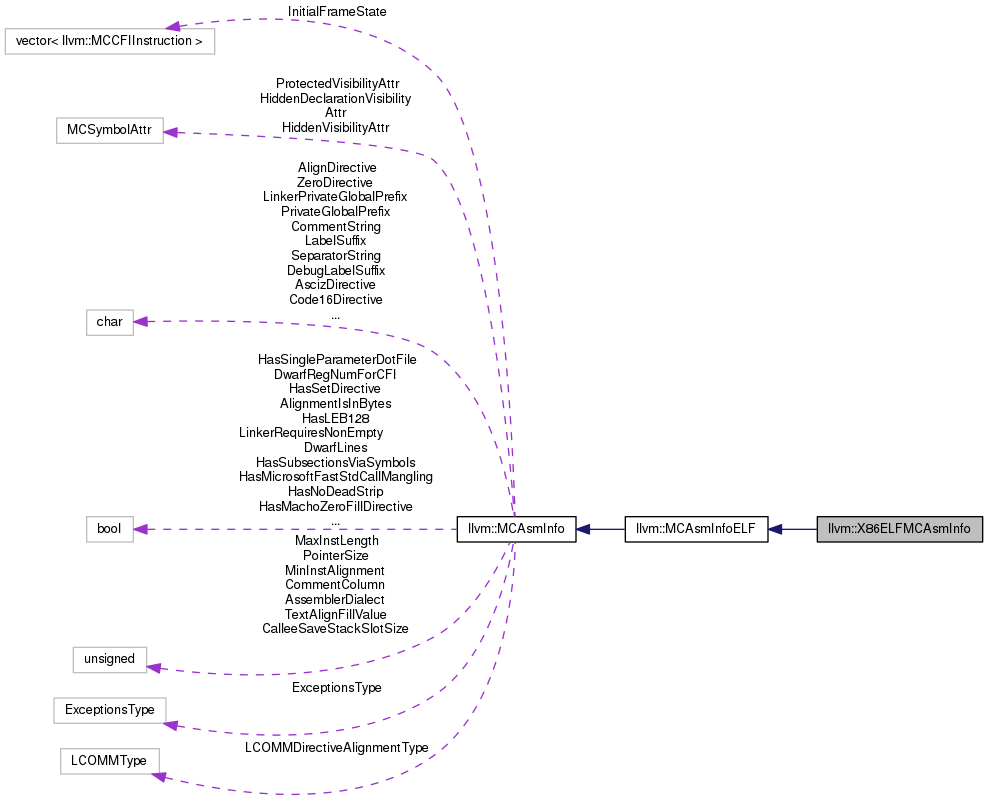 InitialFrameState
vector< llvm::MCCFIInstruction >
ProtectedVisibilityAttr
HiddenDeclarationVisibility
Attr
HiddenVisibilityAttr
MCSymbolAttr
AlignDirective
ZeroDirective
LinkerPrivateGlobalPrefix
PrivateGlobalPrefix
CommentString
LabelSuffix
SeparatorString
DebugLabelSuffix
AscizDirective
Code16Directive
...
char
HasSingleParameterDotFile
DwarfRegNumForCFI
HasSetDirective
AlignmentIsInBytes
HasLEB128
LinkerRequiresNonEmpty
DwarfLines
HasSubsectionsViaSymbols
HasMicrosoftFastStdCallMangling
HasNoDeadStrip
HasMachoZeroFillDirective
...
bool
llvm::MCAsmInfo
llvm::MCAsmInfoELF
llvm::X86ELFMCAsmInfo
MaxInstLength
PointerSize
MinInstAlignment
CommentColumn
AssemblerDialect
TextAlignFillValue
CalleeSaveStackSlotSize
unsigned
ExceptionsType
ExceptionsType
LCOMMDirectiveAlignmentType
LCOMMType